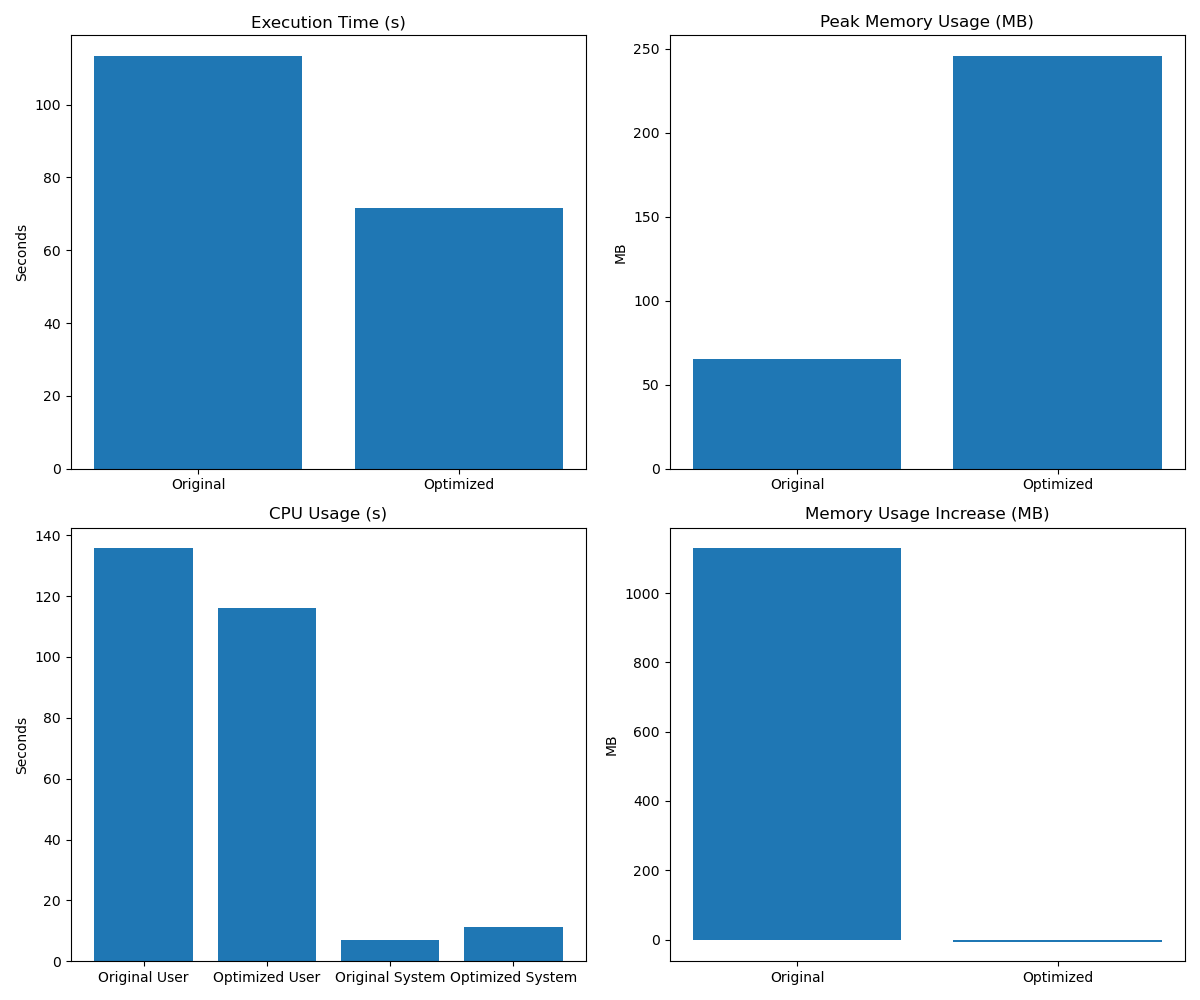 Execution Time (s)
Seconds
100
80
60
40
20
0
Original Optimized
Peak Memory Usage (MB)
MB
250
200
150
100
50
0
Original Optimized
CPU Usage (s)
Seconds
140
120
100
80
60
40
20
0
Original User Optimized User Original System Optimized System
Memory Usage Increase (MB)
MB
1000
800
600
400
200
0
Original Optimized